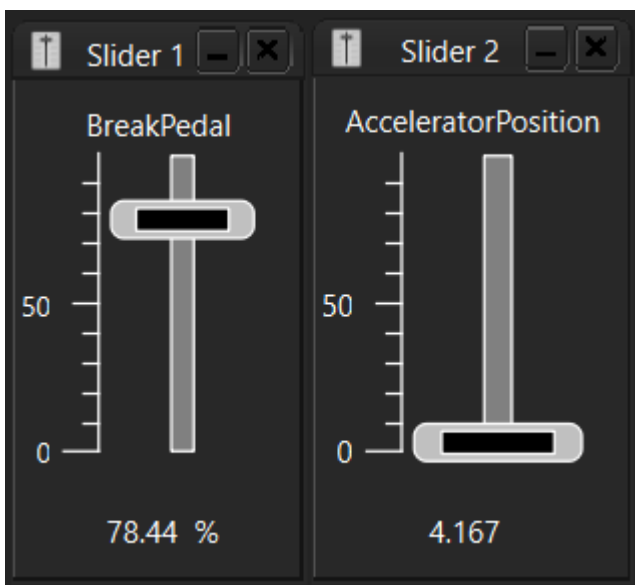 Slider 1
BreakPedal
50
0
78.44 %
Slider 2
AcceleratorPosition
50
0
4.167